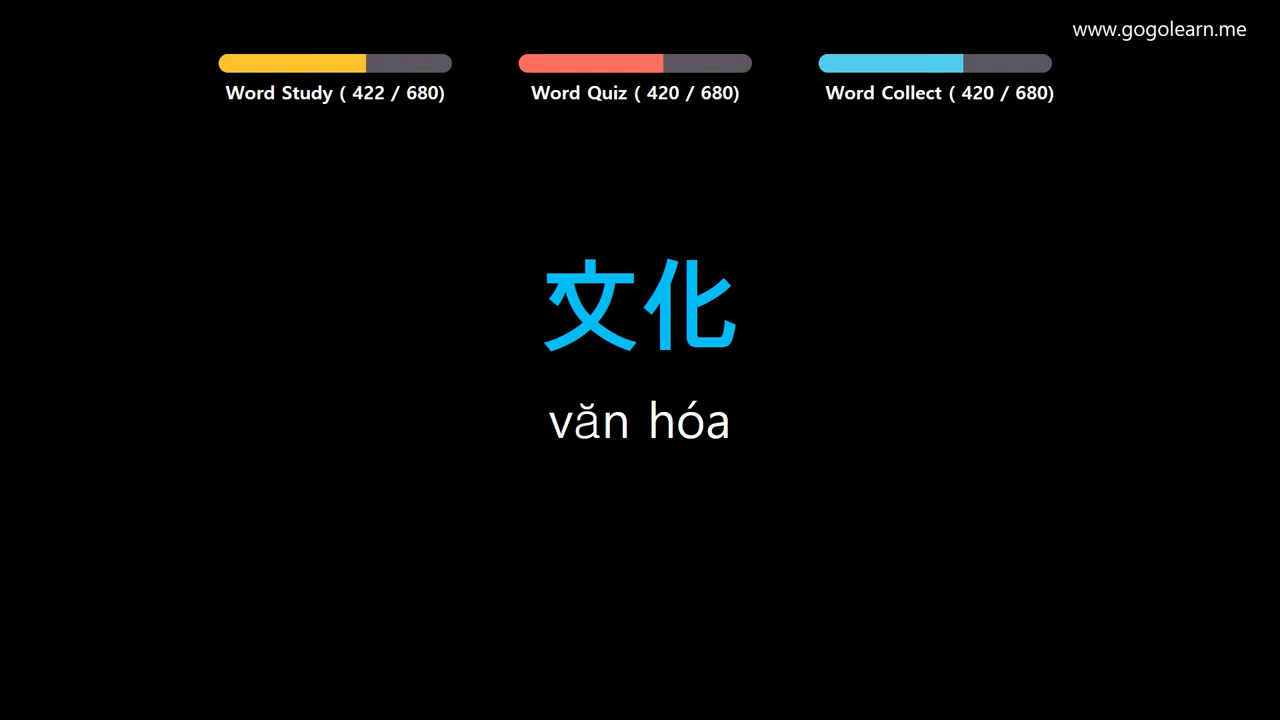 www.gogolearn.me
Word Study ( 422 / 680)
Word Quiz ( 420 / 680)
Word Collect ( 420 / 680)
文化
văn hóa